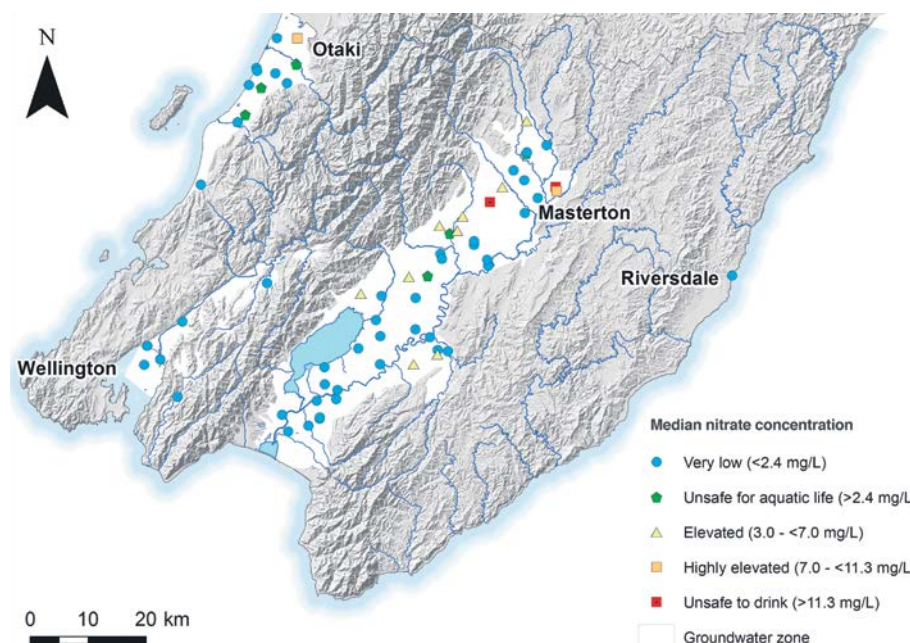 N
Otaki
Masterton
Riversdale
Wellington
Median nitrate concentration
Very low (<2.4 mg/L)
Unsafe for aquatic life (>2.4 mg/L
Elevated (3.0 - <7.0 mg/L)
Highly elevated (7.0 - <11.3 mg/L
Unsafe to drink (>11.3 mg/L)
Groundwater zone
0 10 20 km